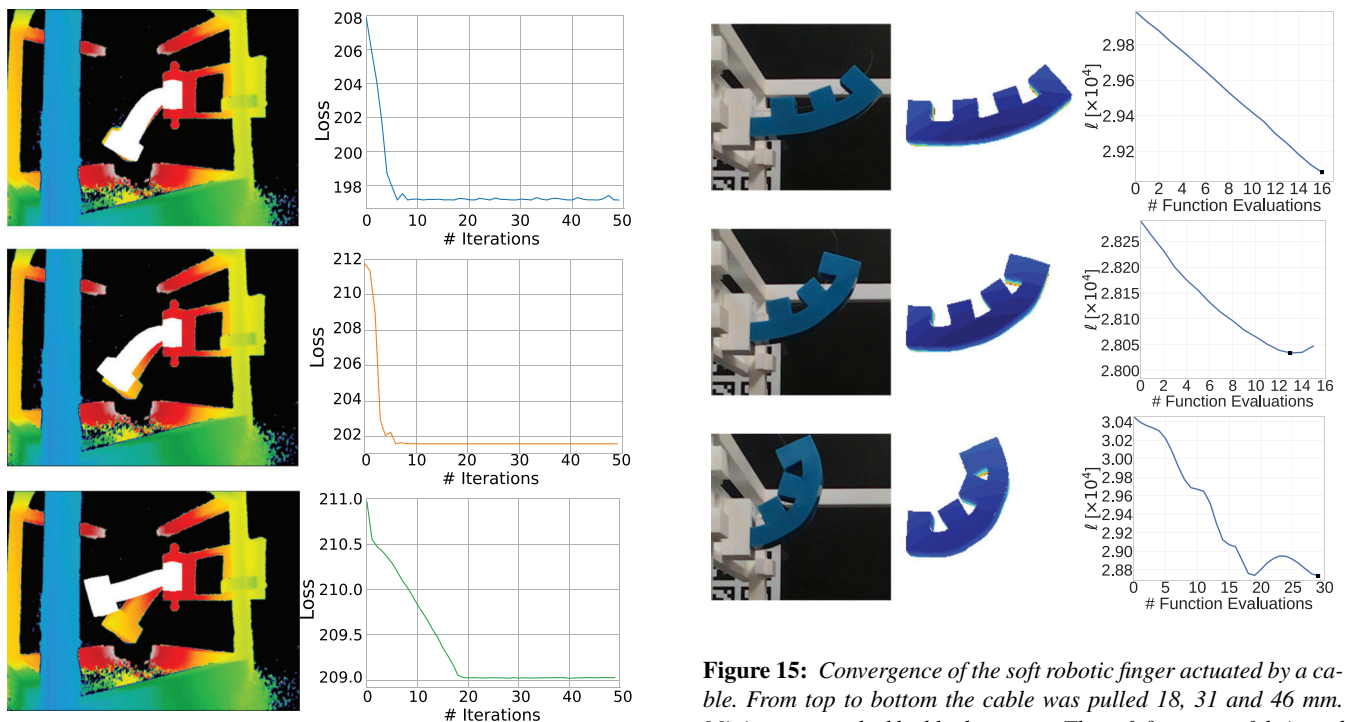 208
206
204
202
200
198
Loss
0 10 20 30 40 50
# Iterations
212
210
208
206
204
202
Loss
0 10 20 30 40 50
# Iterations
211.0
210.5
210.0
209.5
209.0
Loss
0 10 20 30 40 50
2.98
2.96
2.94
2.92
ℓ [×10⁴]
0 2 4 6 8 10 12 14 16
# Function Evaluations
2.825
2.820
2.815
2.810
2.805
2.800
ℓ [×10⁴]
0 2 4 6 8 10 12 14 16
# Function Evaluations
3.04
3.02
3.00
2.98
2.96
2.94
2.92
2.90
2.88
ℓ [×10⁴]
0 5 10 15 20 25 30
# Function Evaluations
Figure 15: Convergence of the soft robotic finger actuated by a ca-
ble. From top to bottom the cable was pulled 18, 31 and 46 mm.